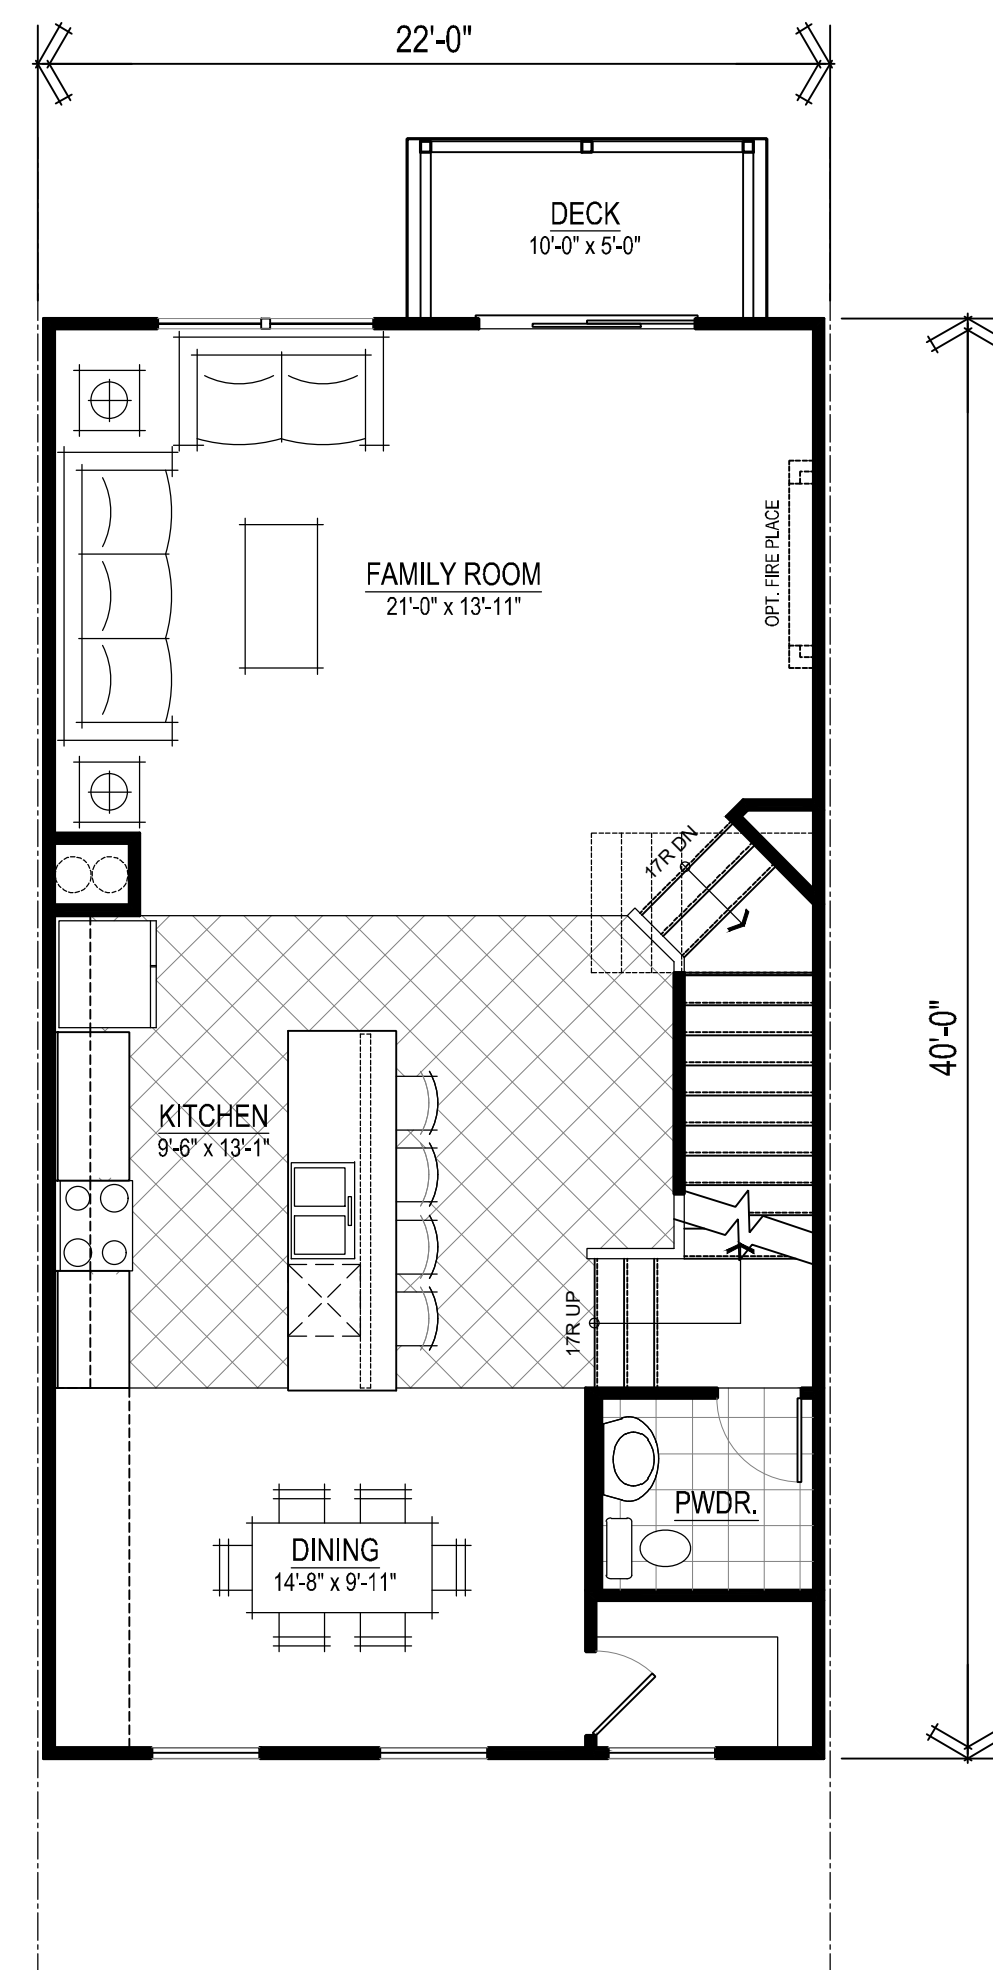 22'-0"
DECK
10'-0" x 5'-0"
FAMILY ROOM
21'-0" x 13'-11"
OPT. FIRE PLACE
17R DN
40'-0"
KITCHEN
9'-6" x 13'-1"
17R UP
PWDR.
DINING
14'-8" x 9'-11"